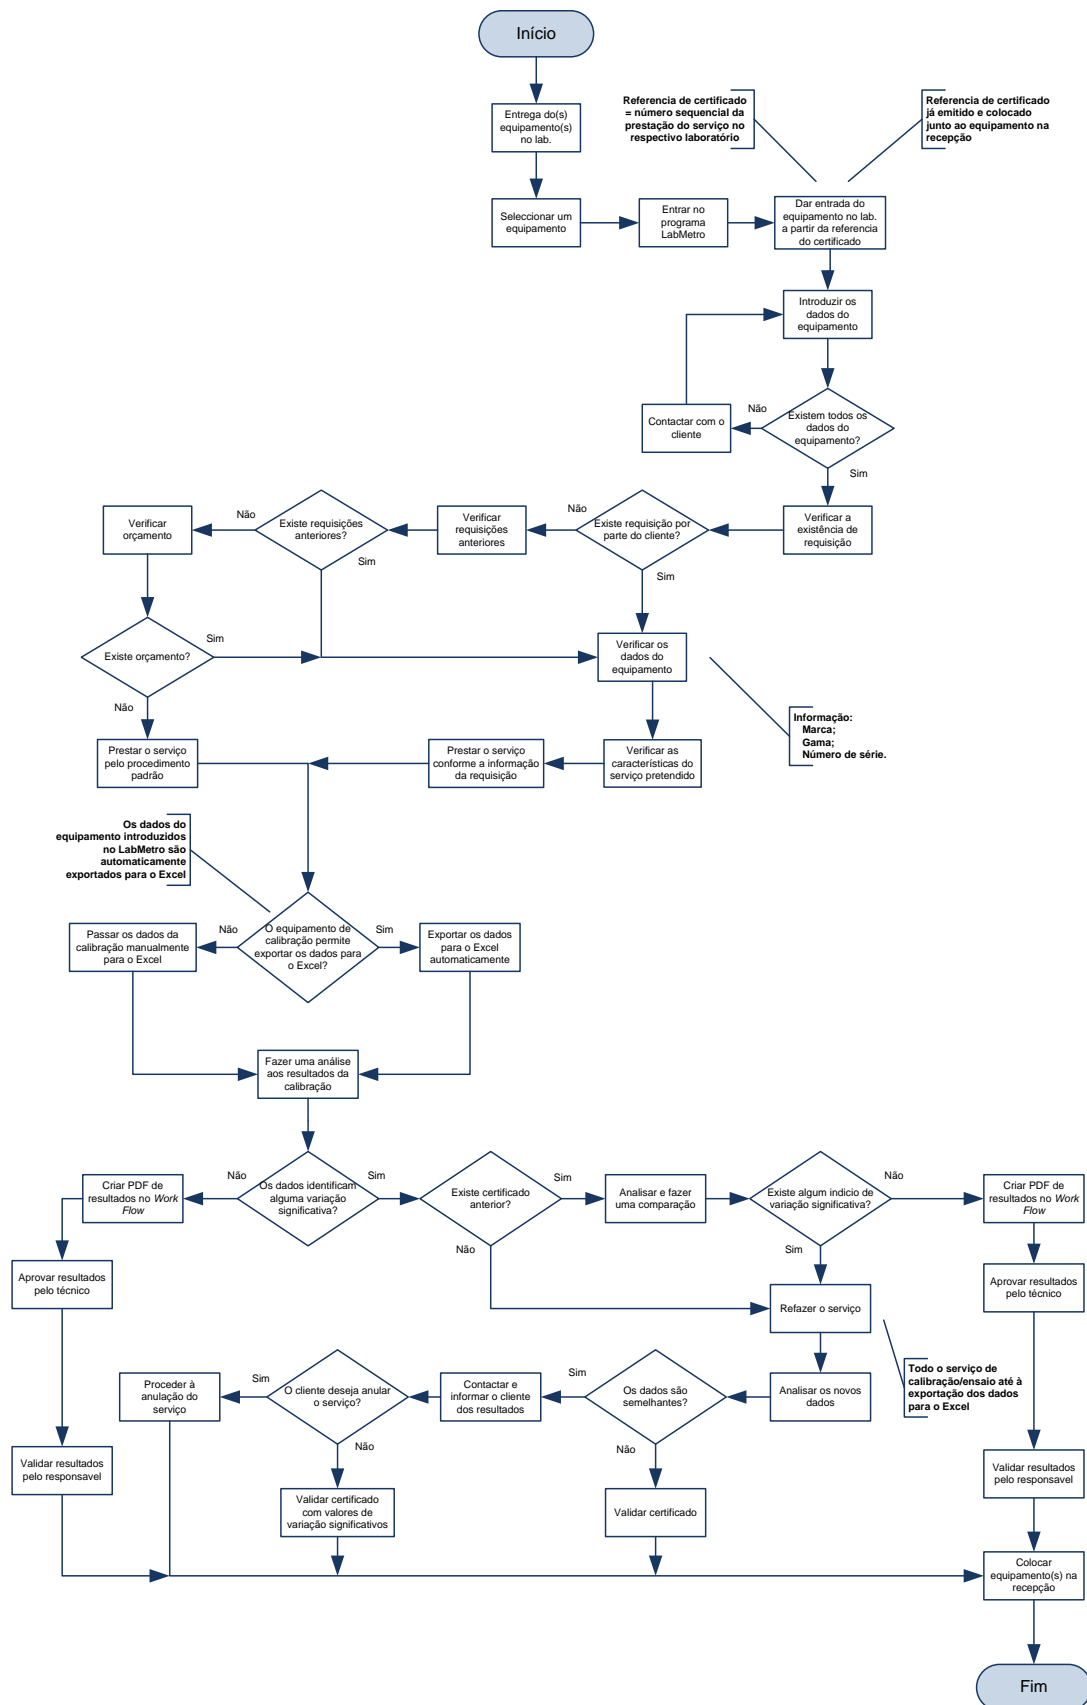 Início
Entrega do(s)
equipamento(s)
no lab.
Referencia de certificado
= número sequencial da
prestação do serviço no
respectivo laboratório
Referencia de certificado
já emitido e colocado
junto ao equipamento na
recepção
Seleccionar um
equipamento
Entrar no
programa
LabMetro
Dar entrada do
equipamento no lab.
a partir da referencia
do certificado
Introduzir os
dados do
equipamento
Contactar com o
cliente
Não
Existem todos os
dados do
equipamento?
Sim
Verificar
orçamento
Não
Existe requisições
anteriores?
Sim
Verificar
requisições
anteriores
Não
Existe requisição por
parte do cliente?
Sim
Verificar a
existência de
requisição
Existe orçamento?
Sim
Não
Verificar os
dados do
equipamento
Informação:
Marca;
Gama;
Número de série.
Prestar o serviço
pelo procedimento
padrão
Prestar o serviço
conforme a informação
da requisição
Verificar as
características do
serviço pretendido
Os dados do
equipamento introduzidos
no LabMetro são
automaticamente
exportados para o Excel
Passar os dados da
calibração manualmente
para o Excel
Não
O equipamento de
calibração permite
exportar os dados para
o Excel?
Sim
Exportar os dados
para o Excel
automaticamente
Fazer uma análise
aos resultados da
calibração
Criar PDF de
resultados no Work
Flow
Não
Os dados identificam
alguma variação
significativa?
Sim
Existe certificado
anterior?
Sim
Não
Analisar e fazer
uma comparação
Existe algum indicio de
variação significativa?
Não
Sim
Criar PDF de
resultados no Work
Flow
Aprovar resultados
pelo técnico
Refazer o serviço
Aprovar resultados
pelo técnico
Todo o serviço de
calibração/ensaio até à
exportação dos dados
para o Excel
Proceder à
anulação do
serviço
Sim
O cliente deseja anular
o serviço?
Não
Contactar e
informar o cliente
dos resultados
Sim
Os dados são
semelhantes?
Não
Analisar os novos
dados
Validar resultados
pelo responsavel
Validar certificado
com valores de
variação significativos
Validar certificado
Validar resultados
pelo responsavel
Colocar
equipamento(s) na
recepção
Fim